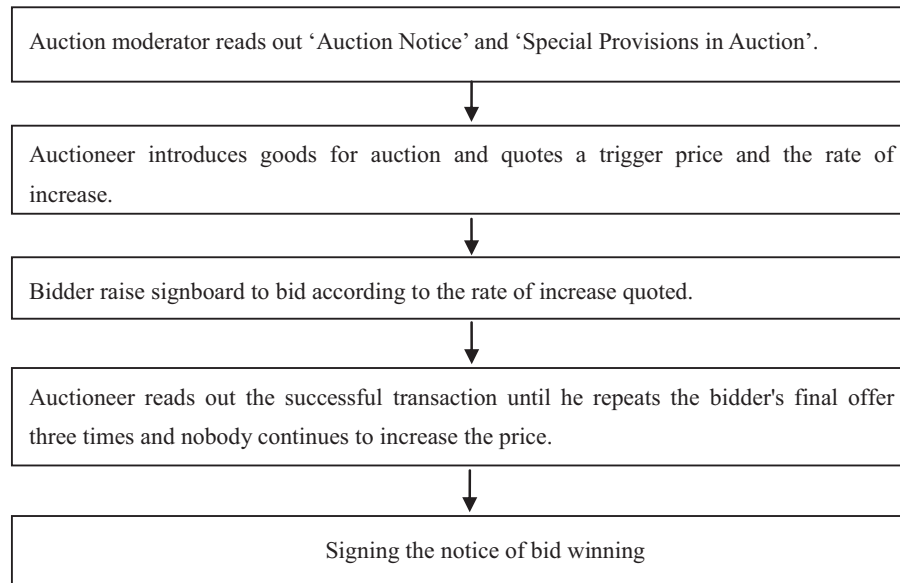 Auction moderator reads out ‘Auction Notice’ and ‘Special Provisions in Auction’.
Auctioneer introduces goods for auction and quotes a trigger price and the rate of
increase.
Bidder raise signboard to bid according to the rate of increase quoted.
Auctioneer reads out the successful transaction until he repeats the bidder's final offer
three times and nobody continues to increase the price.
Signing the notice of bid winning